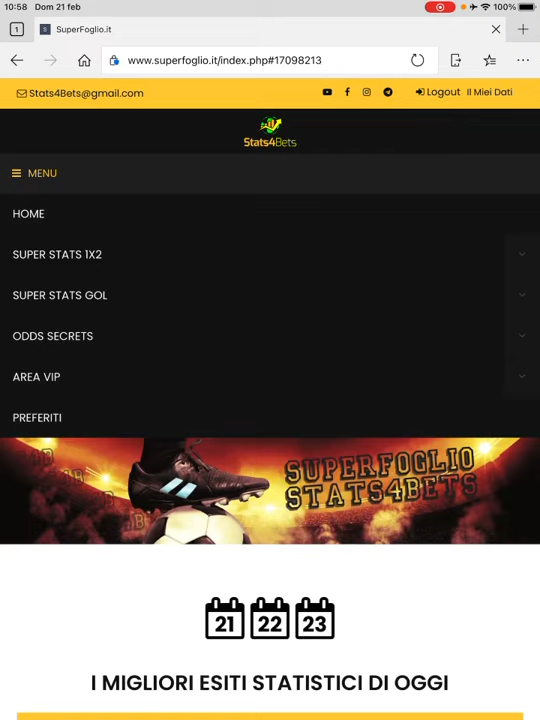 10:58 Dom 21 feb
100%
1
S SuperFoglio.it
www.superfoglio.it/index.php#17098213
Stats4Bets@gmail.com
Logout Il Miei Dati
Stats4Bets
MENU
HOME
SUPER STATS 1X2
SUPER STATS GOL
ODDS SECRETS
AREA VIP
PREFERITI
SUPERFOGLIO
STATS4BETS
21 22 23
I MIGLIORI ESITI STATISTICI DI OGGI